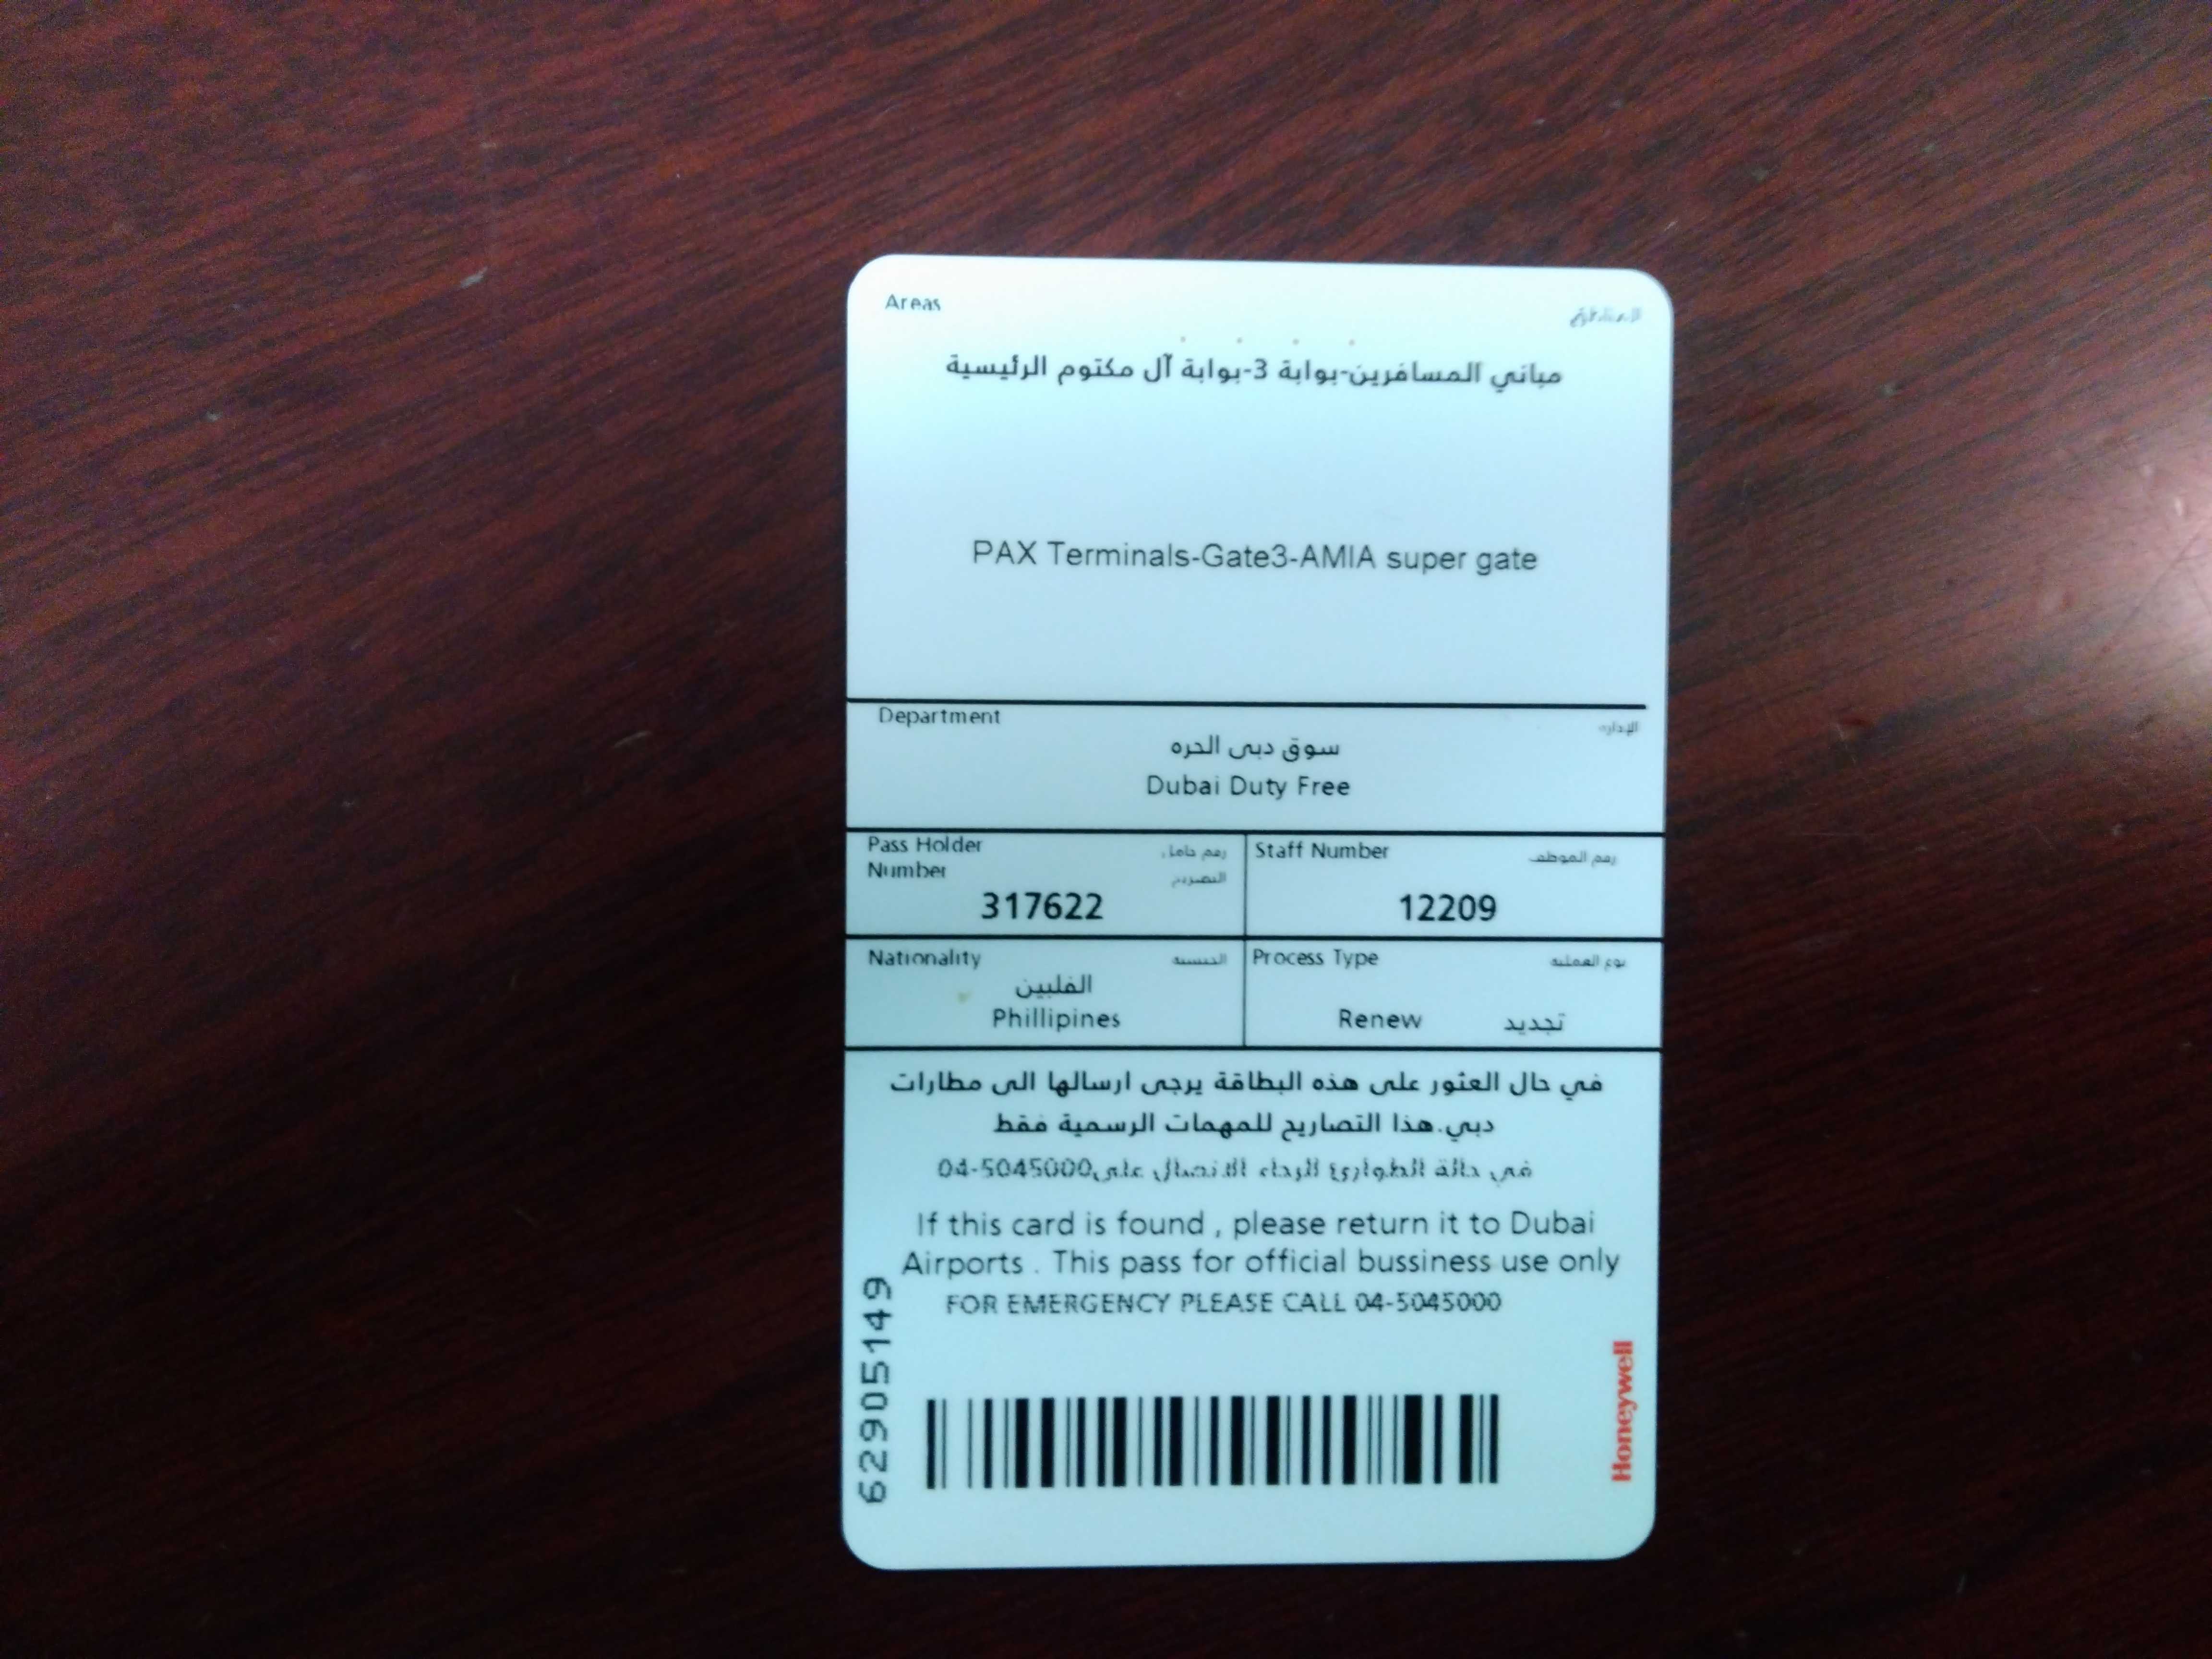 Areas المناطق
مباني المسافرين-بوابة 3-بوابة آل مكتوم الرئيسية
PAX Terminals-Gate3-AMIA super gate
Department الإداره
سوق دبى الحره
Dubai Duty Free
Pass Holder رقم حامل
Number التصريح
317622
Staff Number رقم الموظف
12209
Nationality الجنسية
الفلبين
Phillipines
Process Type نوع العملية
Renew تجديد
في حال العثور على هذه البطاقة يرجى ارسالها الى مطارات
دبي.هذا التصاريح للمهمات الرسمية فقط
في حالة الطوارئ الرجاء الاتصال على04-5045000
If this card is found , please return it to Dubai
Airports . This pass for official bussiness use only
FOR EMERGENCY PLEASE CALL 04-5045000
62905149
Honeywell